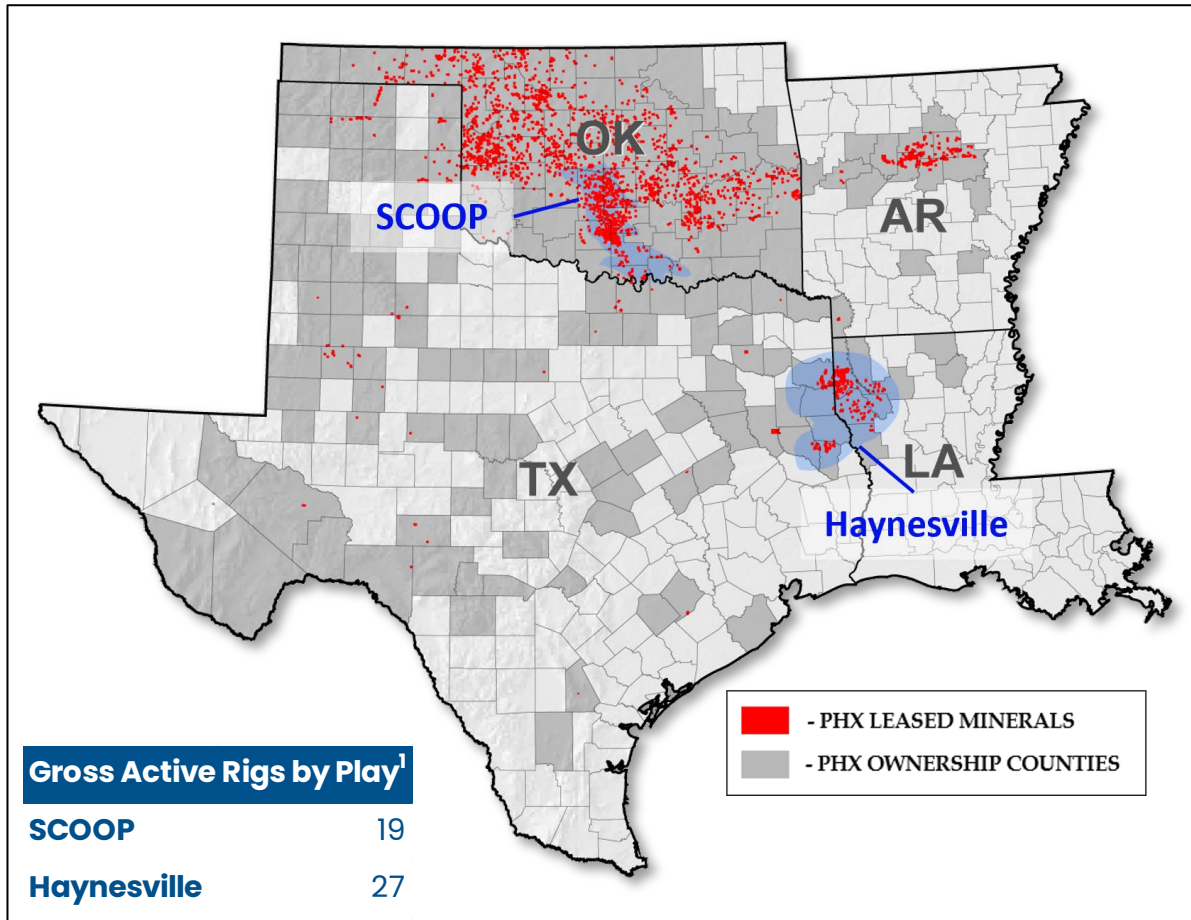 OK
SCOOP
AR
TX
LA
Haynesville
- PHX LEASED MINERALS
- PHX OWNERSHIP COUNTIES
Gross Active Rigs by Play¹
SCOOP 19
Haynesville 27